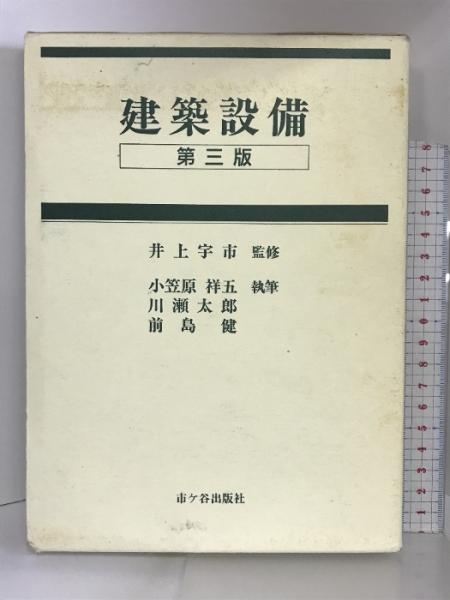 建築設備
第三版
井上宇市 監修
小笠原祥五 執筆
川瀬太郎
前島健
市ケ谷出版社